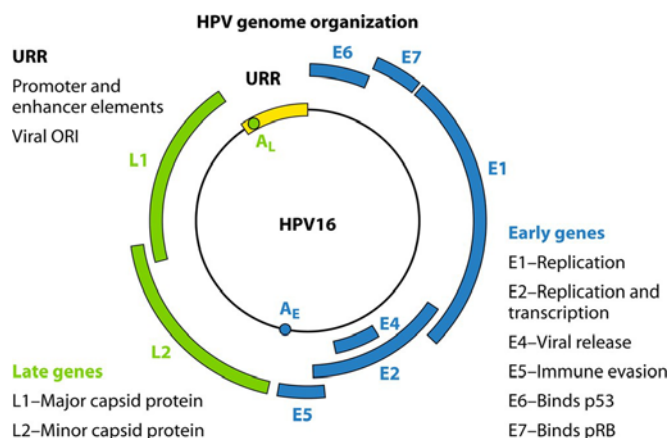 HPV genome organization
URR
Promoter and
enhancer elements
Viral ORI
URR
E6
E7
A_L
L1
E1
HPV16
A_E
E4
L2
E2
E5
Early genes
E1–Replication
E2–Replication and
transcription
E4–Viral release
E5–Immune evasion
E6–Binds p53
E7–Binds pRB
Late genes
L1–Major capsid protein
L2–Minor capsid protein